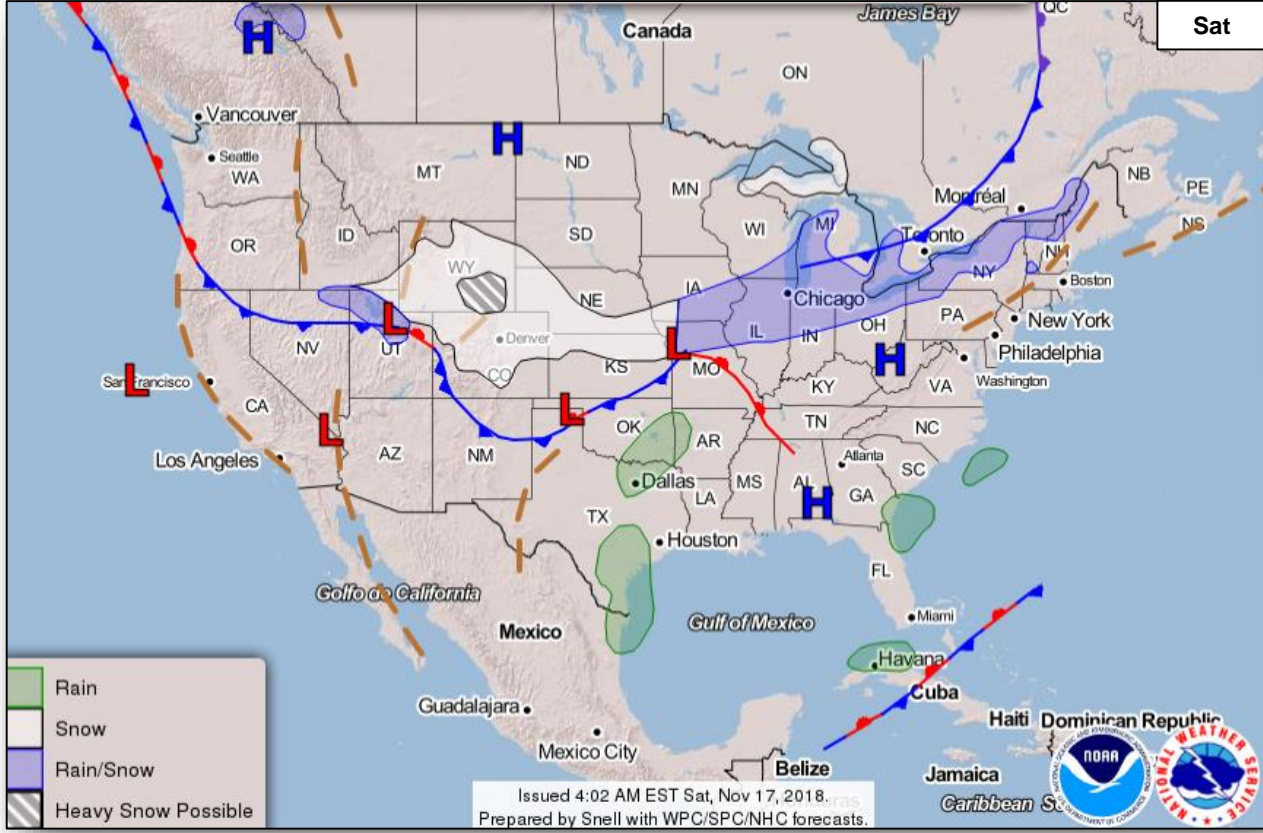 James Bay
QC
Sat
Canada
H
ON
Vancouver
H
Seattle
WA
MT
ND
MN
Montréal
NB
PE
NS
OR
ID
WI
MI
Toronto
SD
WY
NY
IA
Chicago
Boston
NE
PA
New York
L
Denver
IL
IN
OH
Philadelphia
NV
UT
L
H
San Francisco
L
CO
KS
MO
VA
Washington
KY
CA
L
L
OK
TN
NC
Los Angeles
AZ
NM
AR
Atlanta
SC
Dallas
MS
AL
GA
H
LA
TX
Houston
FL
Golfo de California
Mexico
Gulf of Mexico
Miami
Havana
Cuba
Guadalajara
Haiti
Dominican Republic
Mexico City
Belize
Jamaica
Caribbean
Rain
Snow
Rain/Snow
Heavy Snow Possible
Issued 4:02 AM EST Sat, Nov 17, 2018.
Prepared by Snell with WPC/SPC/NHC forecasts.
NOAA
NATIONAL WEATHER SERVICE